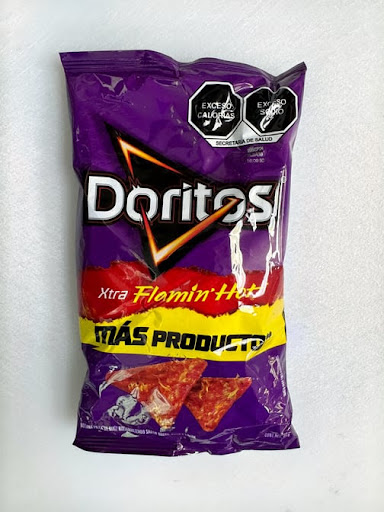 EXCESO CALORÍAS
EXCESO SODIO
SECRETARÍA DE SALUD
Doritos
Xtra Flamin' Hot
MÁS PRODUCTO